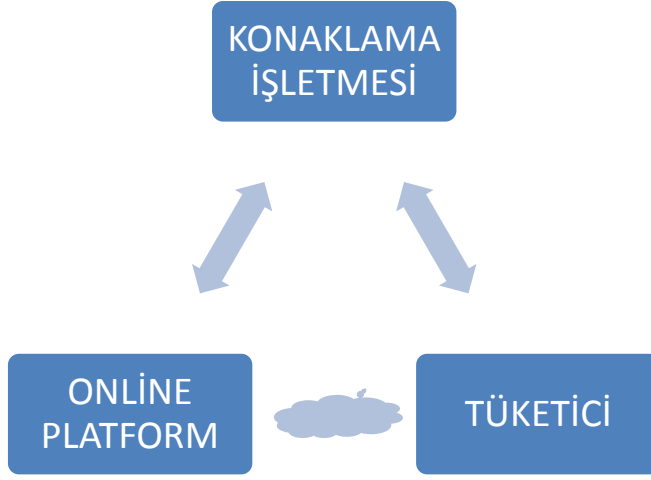 KONAKLAMA
İŞLETMESİ
ONLİNE
PLATFORM
TÜKETİCİ